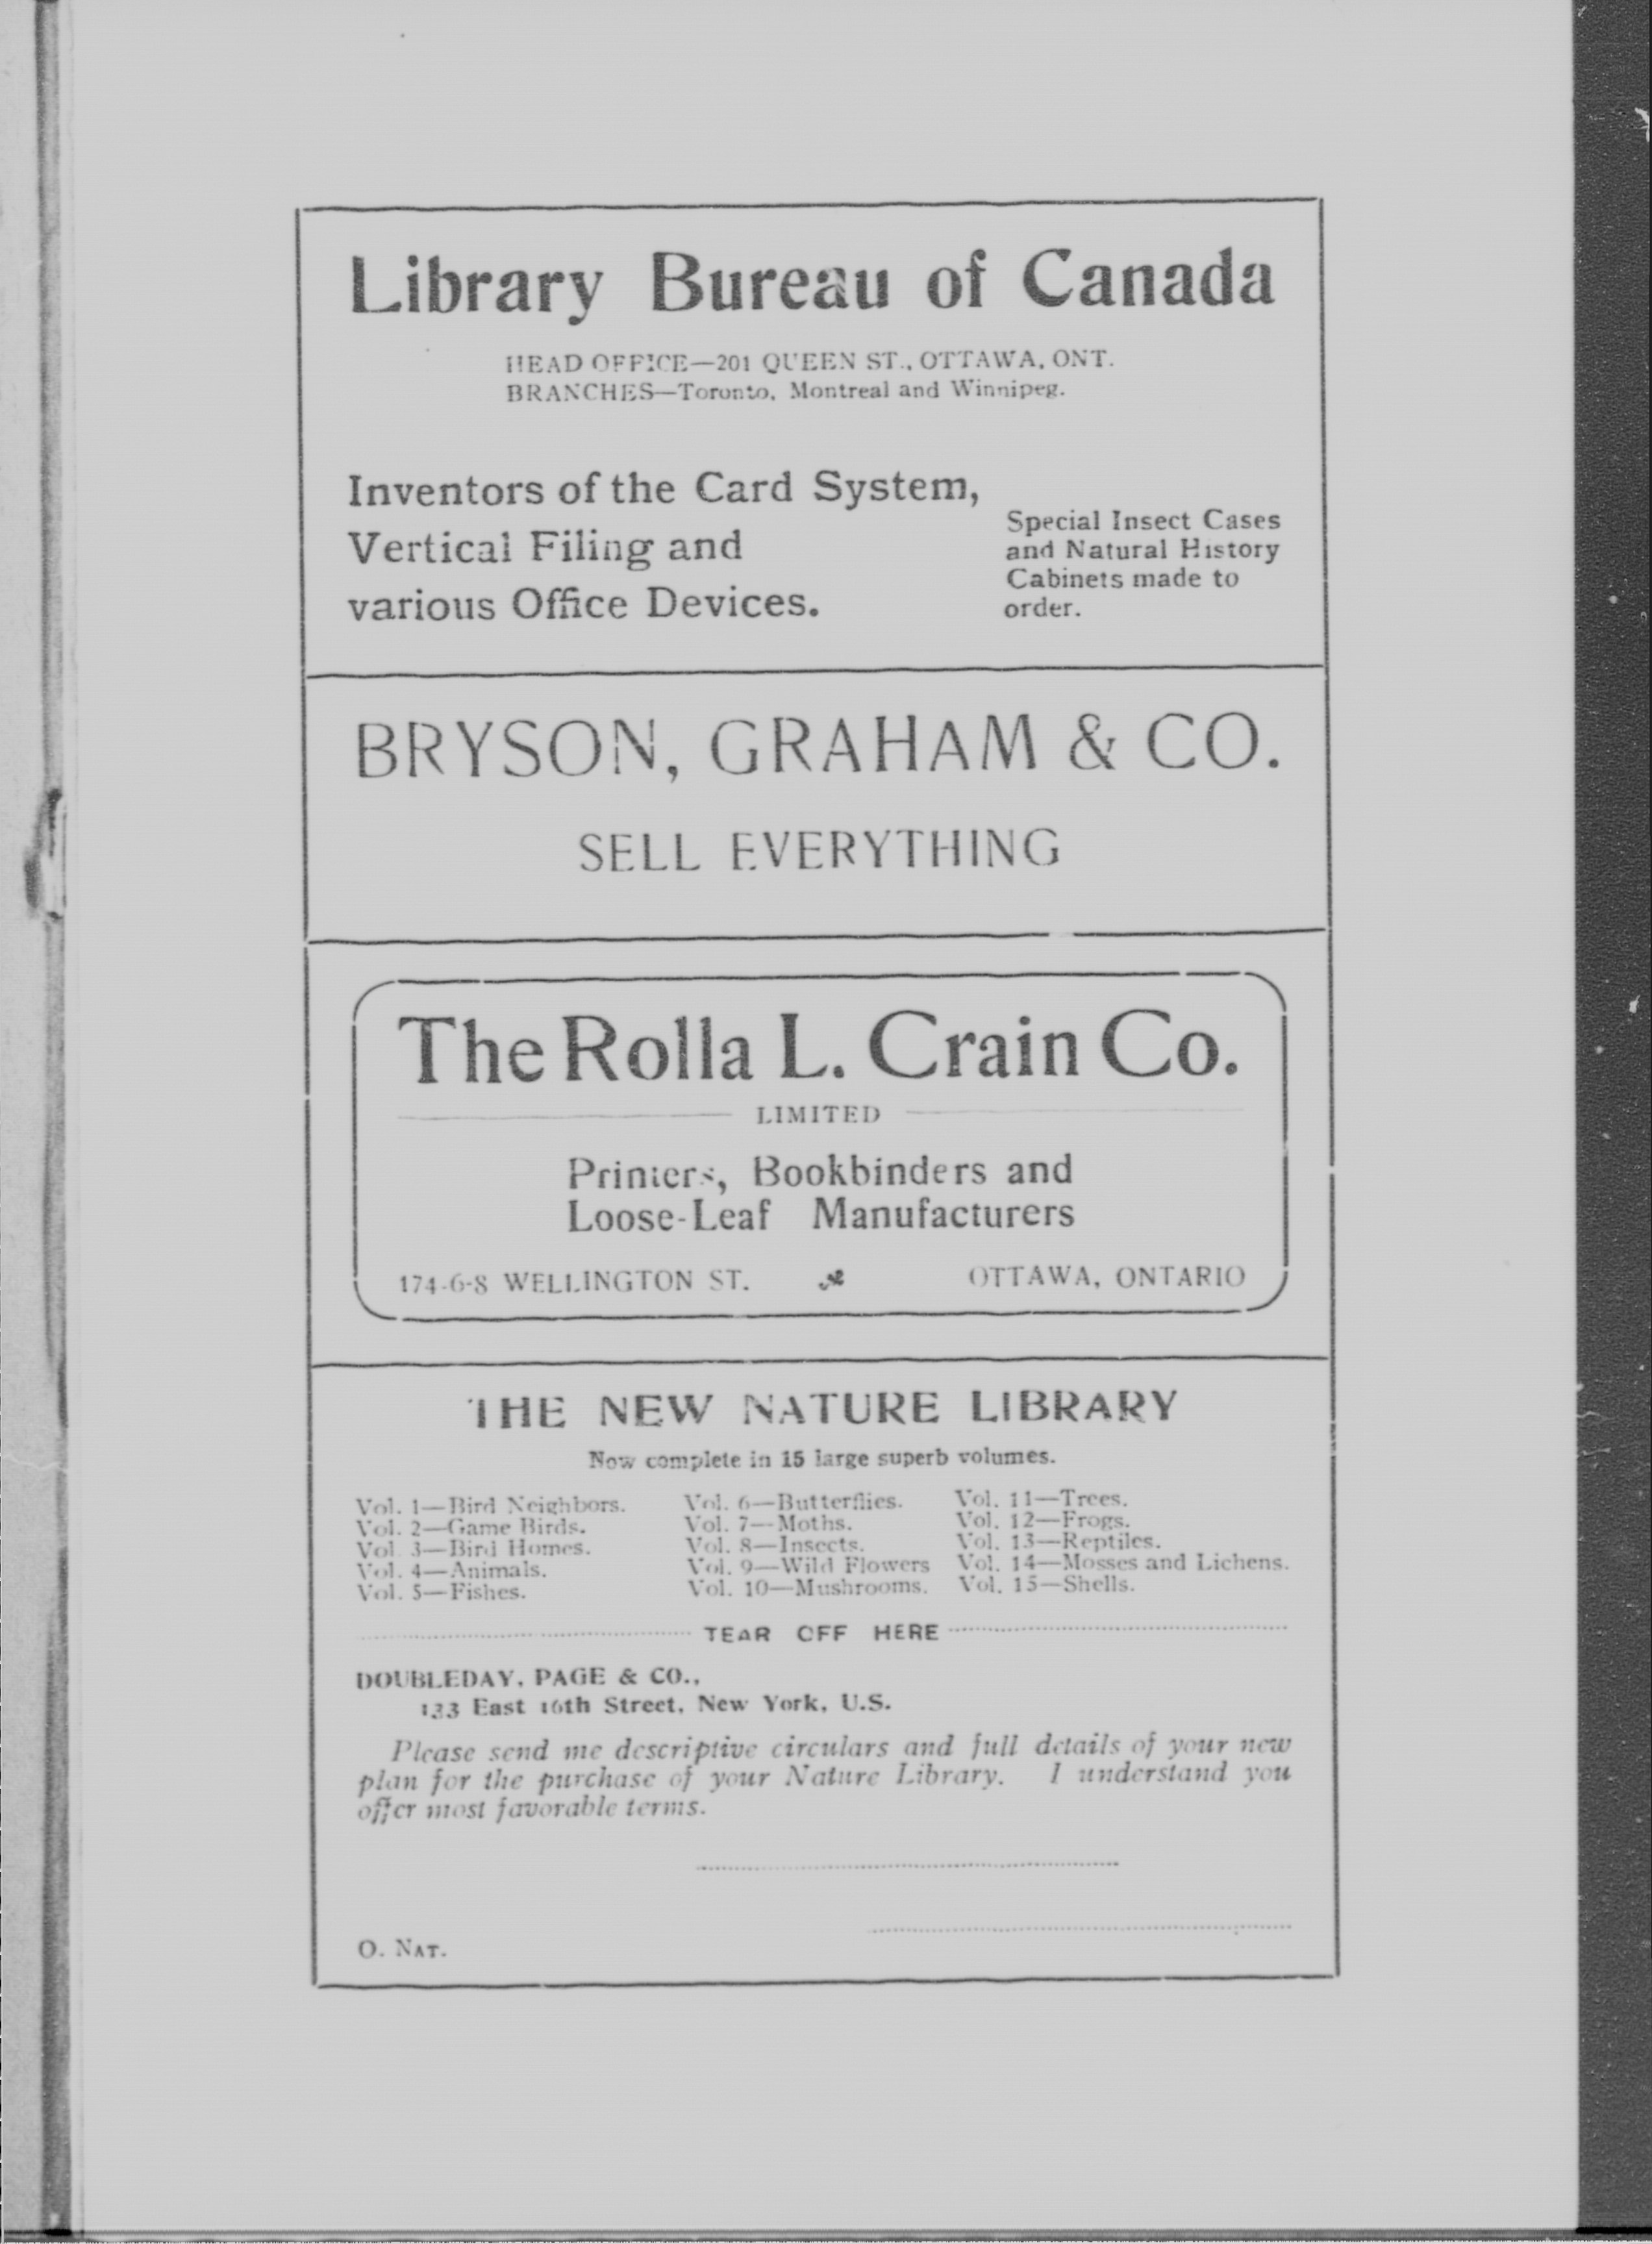 Library Bureau of Canada
HEAD OFFICE—201 QUEEN ST., OTTAWA, ONT.
BRANCHES—Toronto, Montreal and Winnipeg.
Inventors of the Card System,
Vertical Filing and
various Office Devices.
Special Insect Cases
and Natural History
Cabinets made to
order.
BRYSON, GRAHAM & CO.
SELL EVERYTHING
The Rolla L. Crain Co.
LIMITED
Printers, Bookbinders and
Loose-Leaf Manufacturers
174-6-8 WELLINGTON ST. OTTAWA, ONTARIO
THE NEW NATURE LIBRARY
Now complete in 15 large superb volumes.
Vol. 1—Bird Neighbors.
Vol. 2—Game Birds.
Vol 3—Bird Homes.
Vol. 4—Animals.
Vol. 5—Fishes.
Vol. 6—Butterflies.
Vol. 7—Moths.
Vol. 8—Insects.
Vol. 9—Wild Flowers
Vol. 10—Mushrooms.
Vol. 11—Trees.
Vol. 12—Frogs.
Vol. 13—Reptiles.
Vol. 14—Mosses and Lichens.
Vol. 15—Shells.
TEAR OFF HERE
DOUBLEDAY, PAGE & CO.,
133 East 16th Street, New York, U.S.
Please send me descriptive circulars and full details of your new
plan for the purchase of your Nature Library. I understand you
offer most favorable terms.
O. NAT.